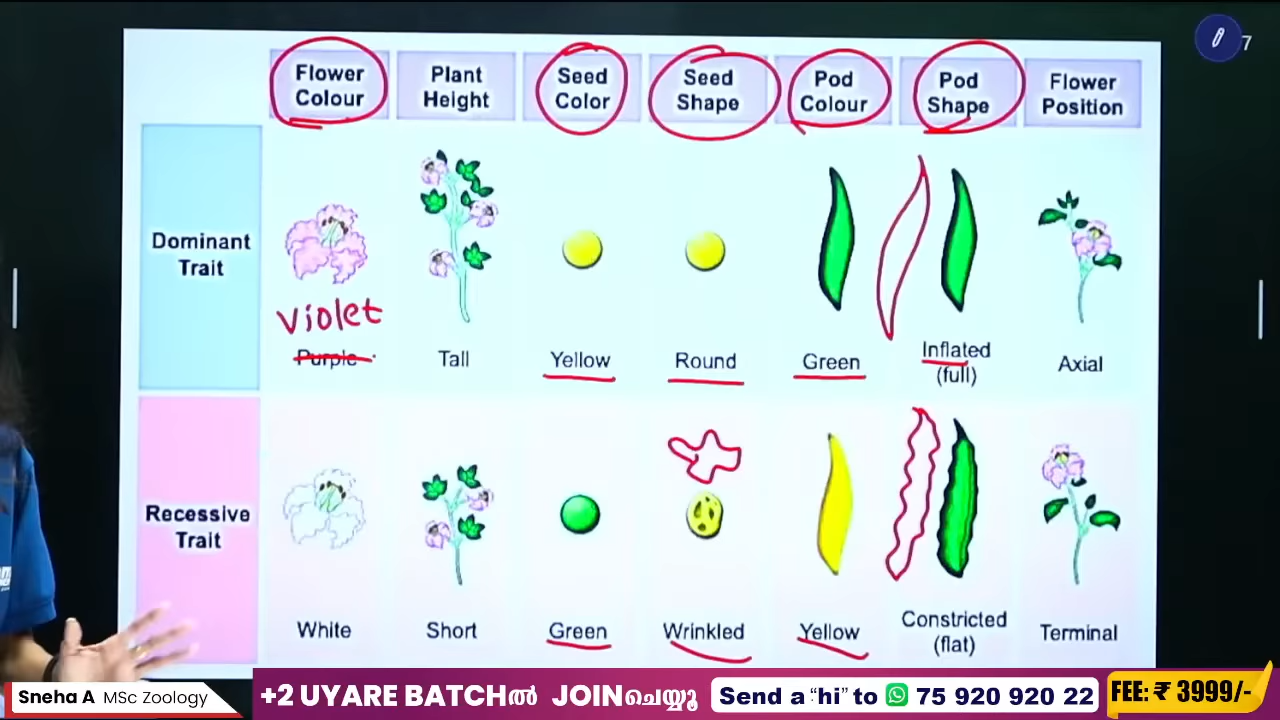 7
Flower
Colour
Plant
Height
Seed
Color
Seed
Shape
Pod
Colour
Pod
Shape
Flower
Position
Dominant
Trait
violet
Purple
Tall
Yellow
Round
Green
Inflated
(full)
Axial
Recessive
Trait
White
Short
Green
Wrinkled
Yellow
Constricted
(flat)
Terminal
Sneha A MSc Zoology
+2 UYARE BATCHൽ JOINചെയ്യൂ
Send a “hi” to 75 920 920 22
FEE: ₹ 3999/-